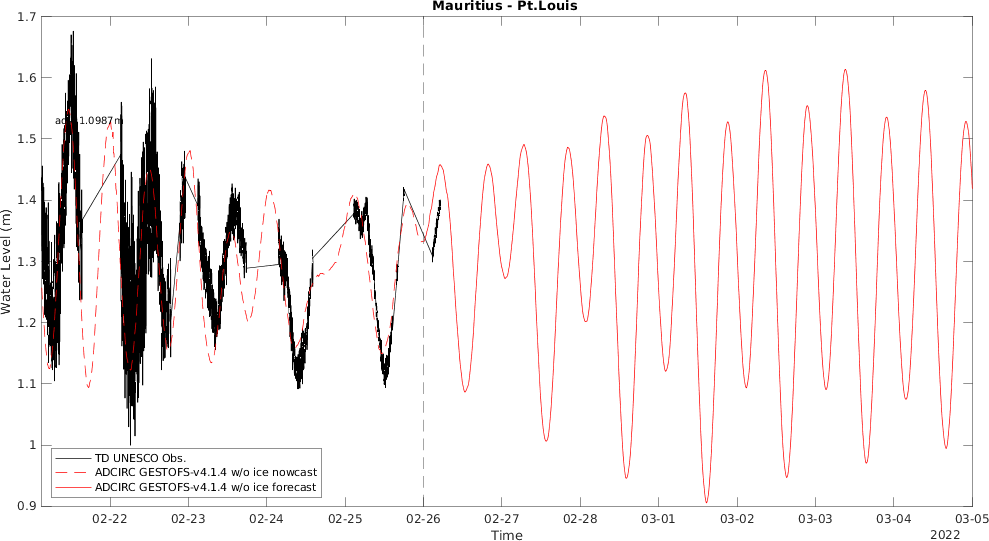 Mauritius - Pt.Louis
1.7
1.6
1.5
1.4
1.3
1.2
1.1
1
0.9
Water Level (m)
1.0987m
TD UNESCO Obs.
ADCIRC GESTOFS-v4.1.4 w/o ice nowcast
ADCIRC GESTOFS-v4.1.4 w/o ice forecast
02-22 02-23 02-24 02-25 02-26 02-27 02-28 03-01 03-02 03-03 03-04 03-05
Time
2022